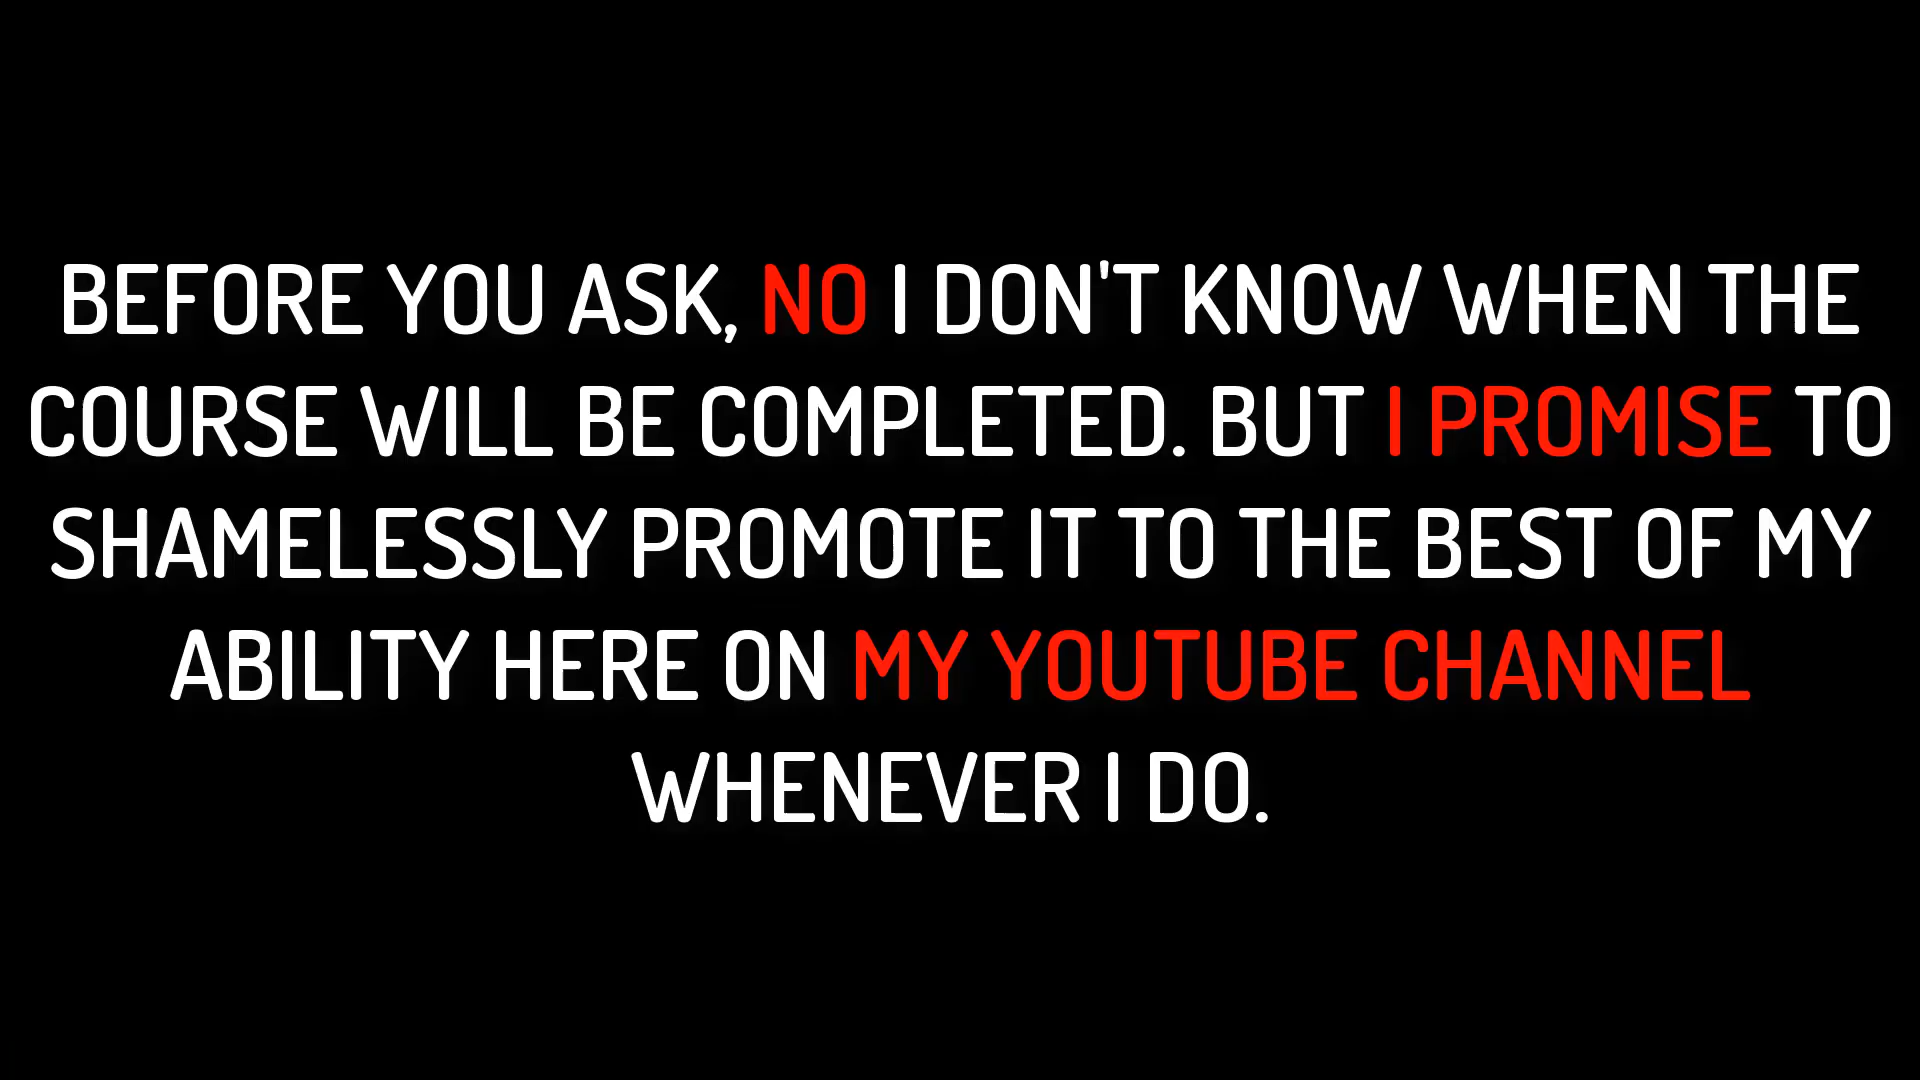 BEFORE YOU ASK, NO I DON'T KNOW WHEN THE
COURSE WILL BE COMPLETED. BUT I PROMISE TO
SHAMELESSLY PROMOTE IT TO THE BEST OF MY
ABILITY HERE ON MY YOUTUBE CHANNEL
WHENEVER I DO.